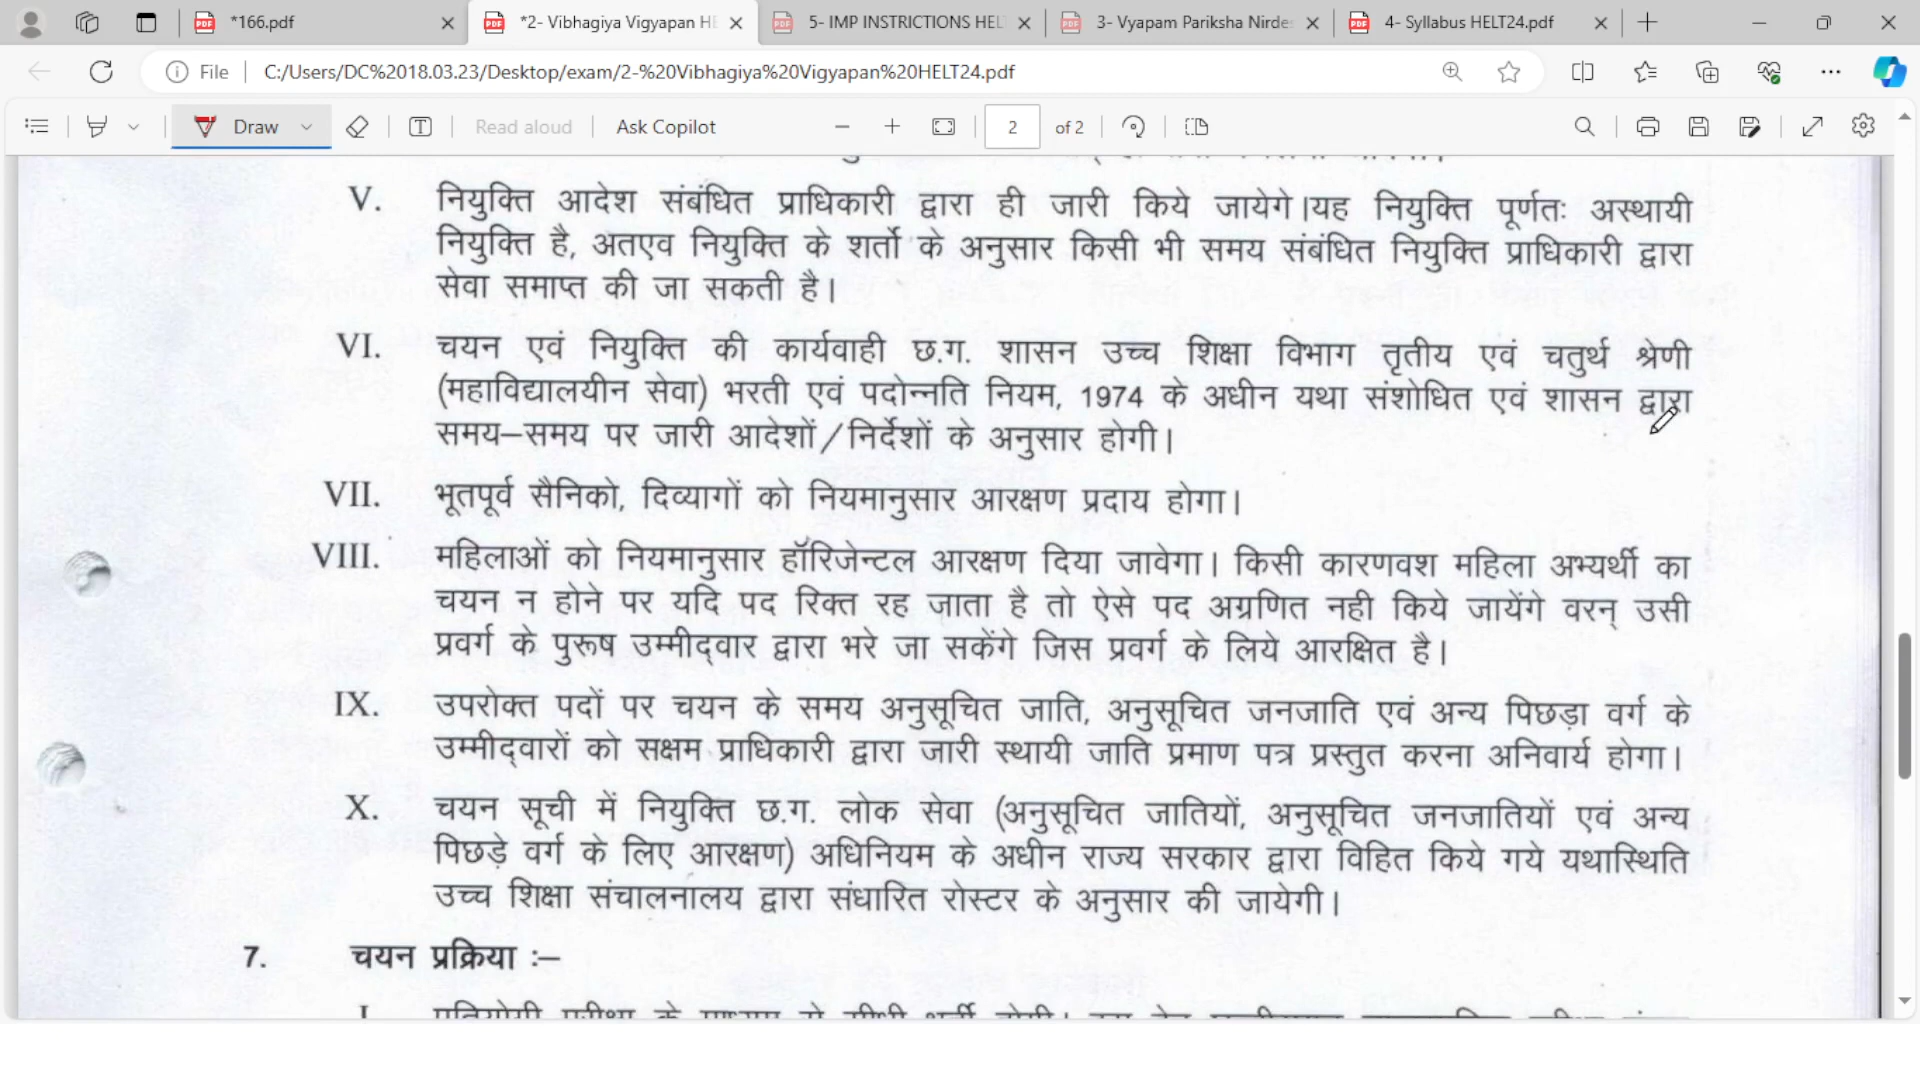 *166.pdf
*2- Vibhagiya Vigyapan HE
5- IMP INSTRICTIONS HEL
3- Vyapam Pariksha Nirde
4- Syllabus HELT24.pdf
File
C:/Users/DC%2018.03.23/Desktop/exam/2-%20Vibhagiya%20Vigyapan%20HELT24.pdf
Draw
Read aloud
Ask Copilot
2
of 2
V. नियुक्ति आदेश संबंधित प्राधिकारी द्वारा ही जारी किये जायेगे।यह नियुक्ति पूर्णतः अस्थायी
नियुक्ति है, अतएव नियुक्ति के शर्तो के अनुसार किसी भी समय संबंधित नियुक्ति प्राधिकारी द्वारा
सेवा समाप्त की जा सकती है।
VI. चयन एवं नियुक्ति की कार्यवाही छ.ग. शासन उच्च शिक्षा विभाग तृतीय एवं चतुर्थ श्रेणी
(महाविद्यालयीन सेवा) भरती एवं पदोन्नति नियम, 1974 के अधीन यथा संशोधित एवं शासन द्वारा
समय–समय पर जारी आदेशों/निर्देशों के अनुसार होगी।
VII. भूतपूर्व सैनिको, दिव्यागों को नियमानुसार आरक्षण प्रदाय होगा।
VIII. महिलाओं को नियमानुसार हॉरिजेन्टल आरक्षण दिया जावेगा। किसी कारणवश महिला अभ्यर्थी का
चयन न होने पर यदि पद रिक्त रह जाता है तो ऐसे पद अग्रणित नही किये जायेंगे वरन् उसी
प्रवर्ग के पुरूष उम्मीद्वार द्वारा भरे जा सकेंगे जिस प्रवर्ग के लिये आरक्षित है।
IX. उपरोक्त पदों पर चयन के समय अनुसूचित जाति, अनुसूचित जनजाति एवं अन्य पिछड़ा वर्ग के
उम्मीद्वारों को सक्षम प्राधिकारी द्वारा जारी स्थायी जाति प्रमाण पत्र प्रस्तुत करना अनिवार्य होगा।
X. चयन सूची में नियुक्ति छ.ग. लोक सेवा (अनुसूचित जातियों, अनुसूचित जनजातियों एवं अन्य
पिछड़े वर्ग के लिए आरक्षण) अधिनियम के अधीन राज्य सरकार द्वारा विहित किये गये यथास्थिति
उच्च शिक्षा संचालनालय द्वारा संधारित रोस्टर के अनुसार की जायेगी।
7. चयन प्रक्रिया :–